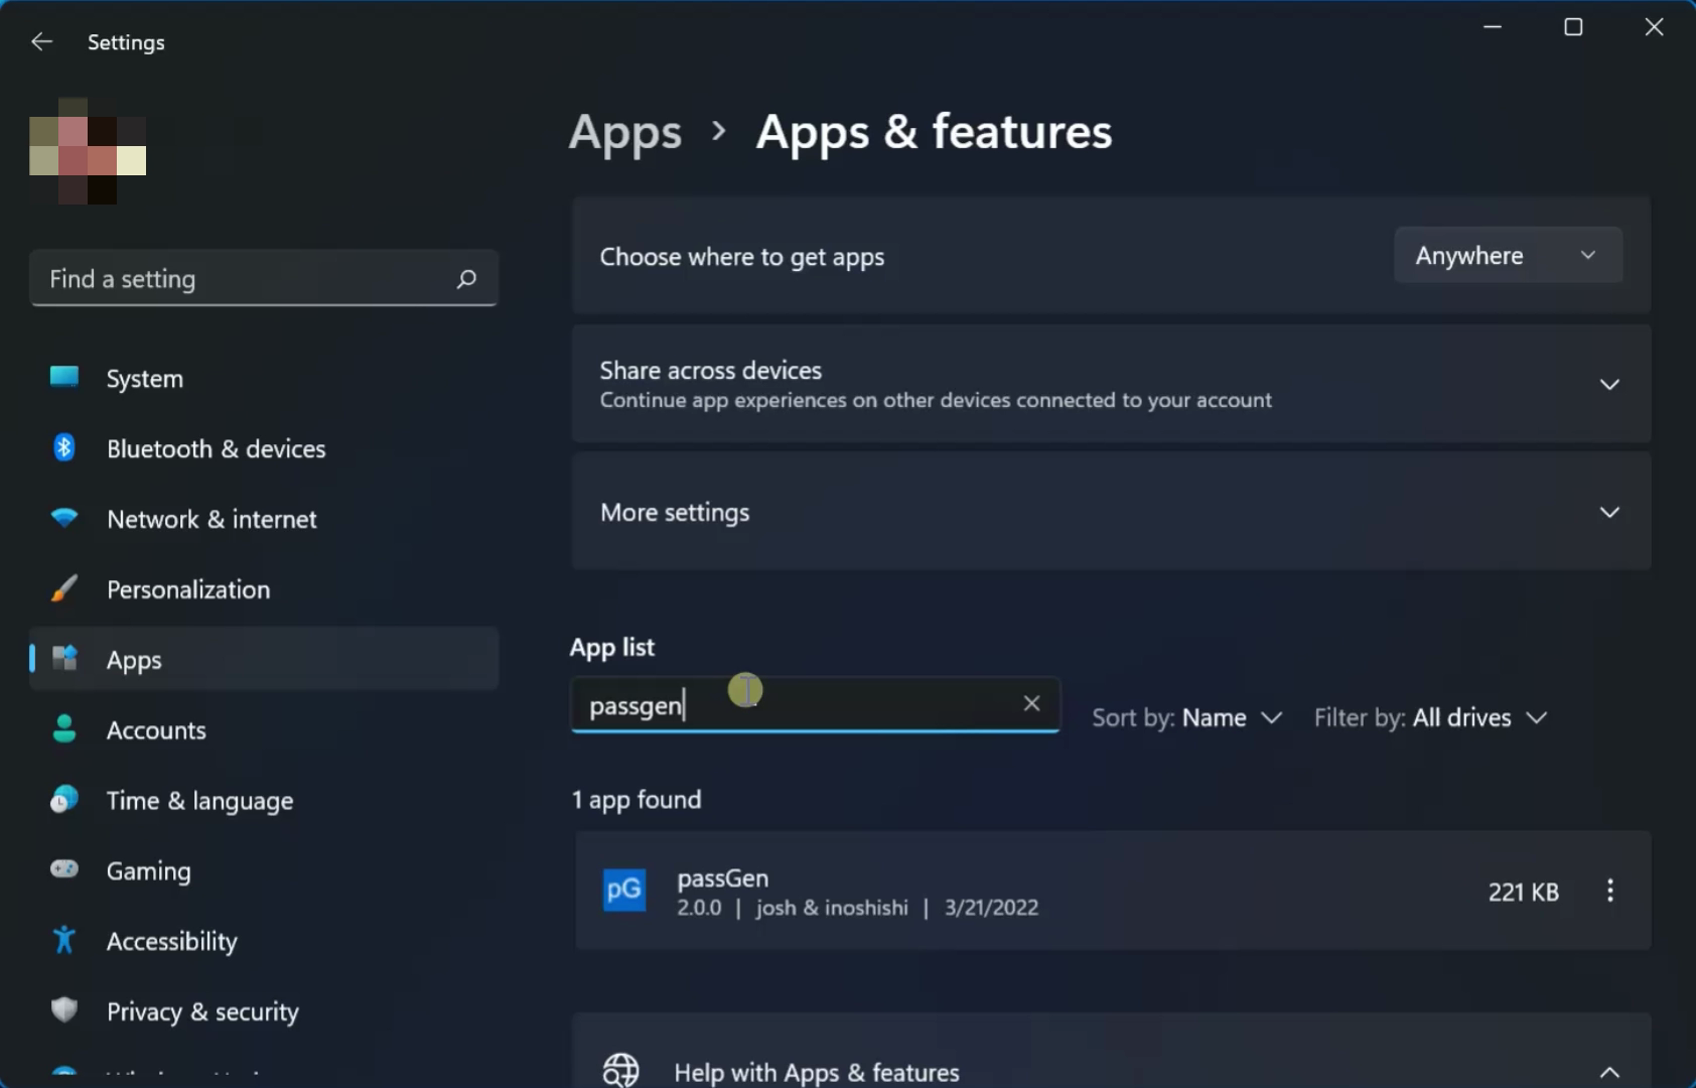 Settings
Apps > Apps & features
Find a setting
System
Bluetooth & devices
Network & internet
Personalization
Apps
Accounts
Time & language
Gaming
Accessibility
Privacy & security
Choose where to get apps
Anywhere
Share across devices
Continue app experiences on other devices connected to your account
More settings
App list
passgen
Sort by: Name
Filter by: All drives
1 app found
pG
passGen
2.0.0 | josh & inoshishi | 3/21/2022
221 KB
Help with Apps & features